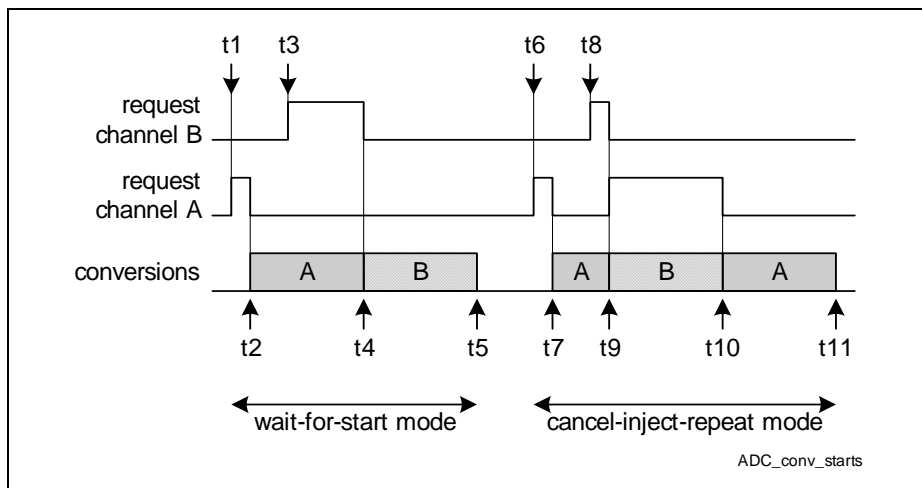 t1 t3 t6 t8
request
channel B
request
channel A
conversions A B A B A
t2 t4 t5 t7 t9 t10 t11
wait-for-start mode cancel-inject-repeat mode
ADC_conv_starts